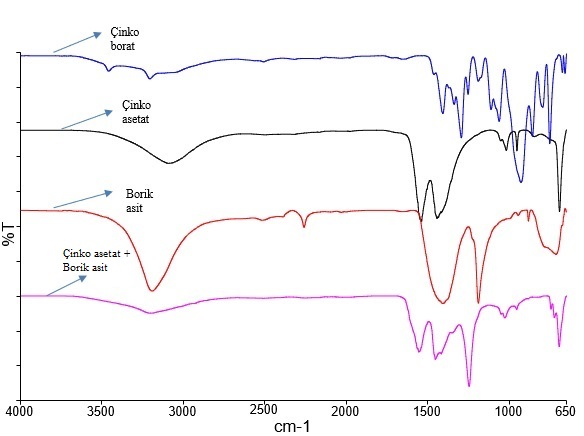 Çinko
borat
Çinko
asetat
Borik
asit
%T
Çinko asetat +
Borik asit
4000 3500 3000 2500 2000 1500 1000 650
cm-1